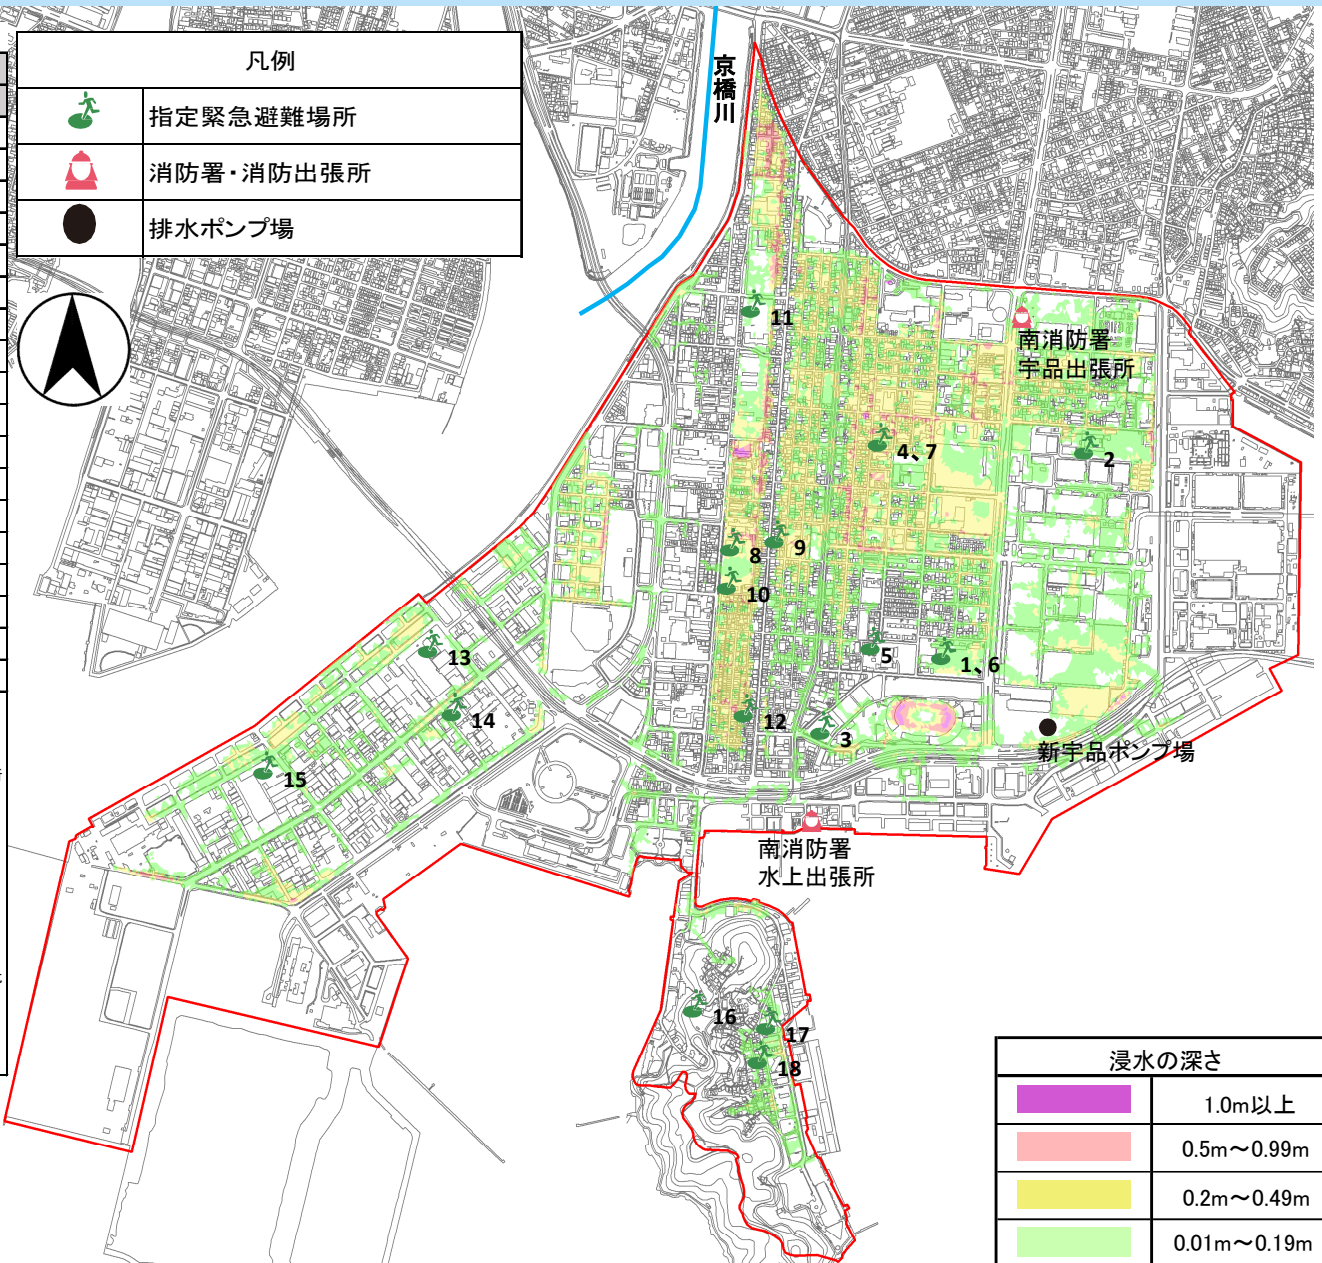 凡例
指定緊急避難場所
消防署・消防出張所
排水ポンプ場
京橋川
11
南消防署
宇品出張所
4、7
2
8
9
10
13
5
1、6
14
12
3
新宇品ポンプ場
15
南消防署
水上出張所
16
17
18
浸水の深さ
1.0m以上
0.5m～0.99m
0.2m～0.49m
0.01m～0.19m